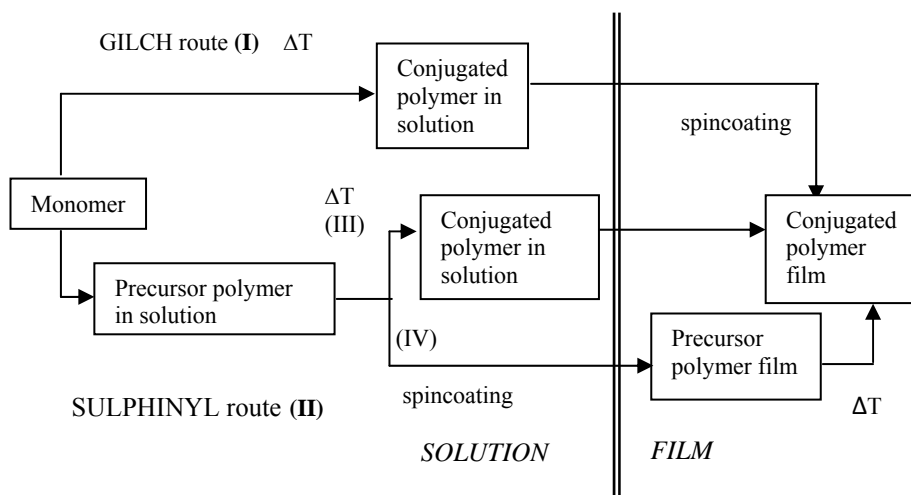 GILCH route (I) ΔT
Conjugated
polymer in
solution
spincoating
Monomer
ΔT
(III)
Conjugated
polymer in
solution
Conjugated
polymer
film
Precursor polymer
in solution
(IV)
Precursor
polymer film
spincoating
ΔT
SULPHINYL route (II)
SOLUTION
FILM